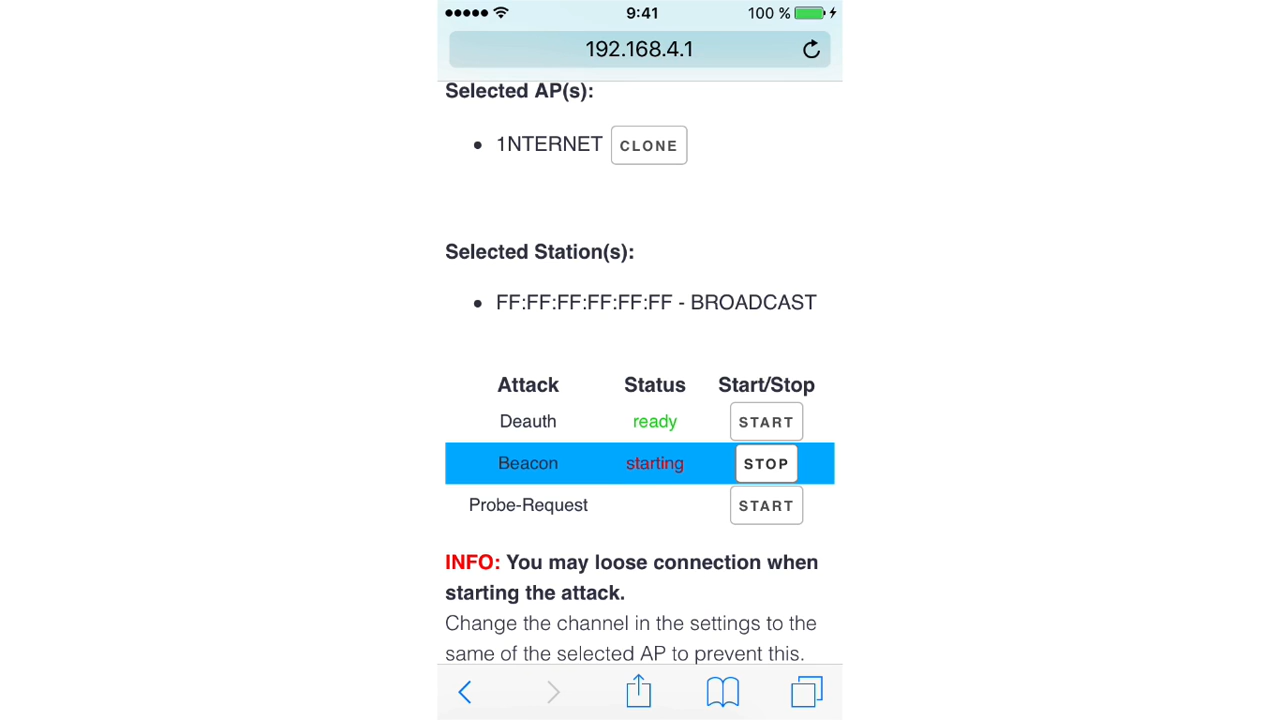 9:41 100 %
192.168.4.1
Selected AP(s):
• 1NTERNET CLONE
Selected Station(s):
• FF:FF:FF:FF:FF:FF - BROADCAST
Attack Status Start/Stop
Deauth ready START
Beacon starting STOP
Probe-Request START
INFO: You may loose connection when
starting the attack.
Change the channel in the settings to the
same of the selected AP to prevent this.